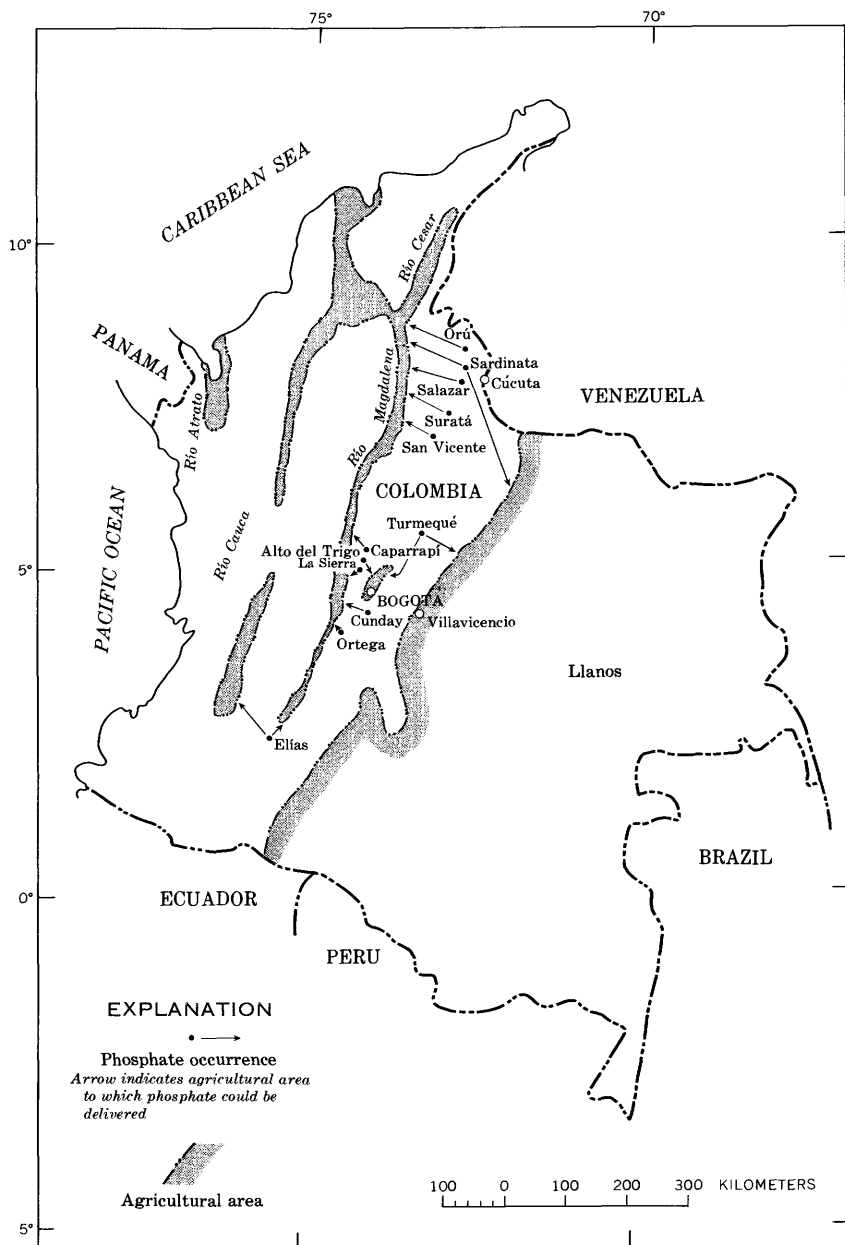 75°
70°
CARIBBEAN SEA
10°
Río Cesar
PANAMA
Orú
Sardinata
Cúcuta
VENEZUELA
Magdalena
Salazar
Río Atrato
Suratá
San Vicente
Río
COLOMBIA
PACIFIC OCEAN
Río Cauca
Turmequé
Alto del Trigo
Caparrapí
La Sierra
5°
BOGOTA
Cunday
Villavicencio
Ortega
Llanos
Elías
BRAZIL
0°
ECUADOR
PERU
EXPLANATION
Phosphate occurrence
Arrow indicates agricultural area
to which phosphate could be
delivered
Agricultural area
100 0 100 200 300 KILOMETERS
5°